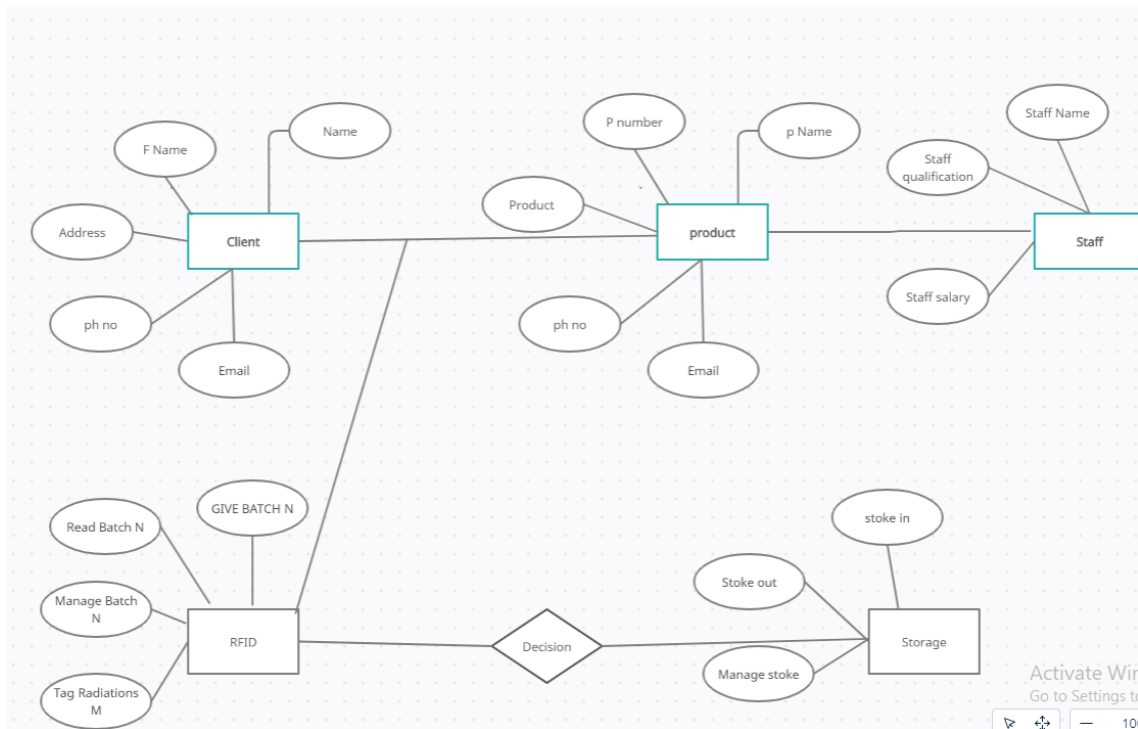 Name
F Name
Address
Client
ph no
Email
P number
p Name
Product
product
ph no
Email
Staff Name
Staff
qualification
Staff
Staff salary
GIVE BATCH N
Read Batch N
Manage Batch
N
RFID
Tag Radiations
M
Decision
stoke in
Stoke out
Storage
Manage stoke
Activate Win
Go to Settings to
10